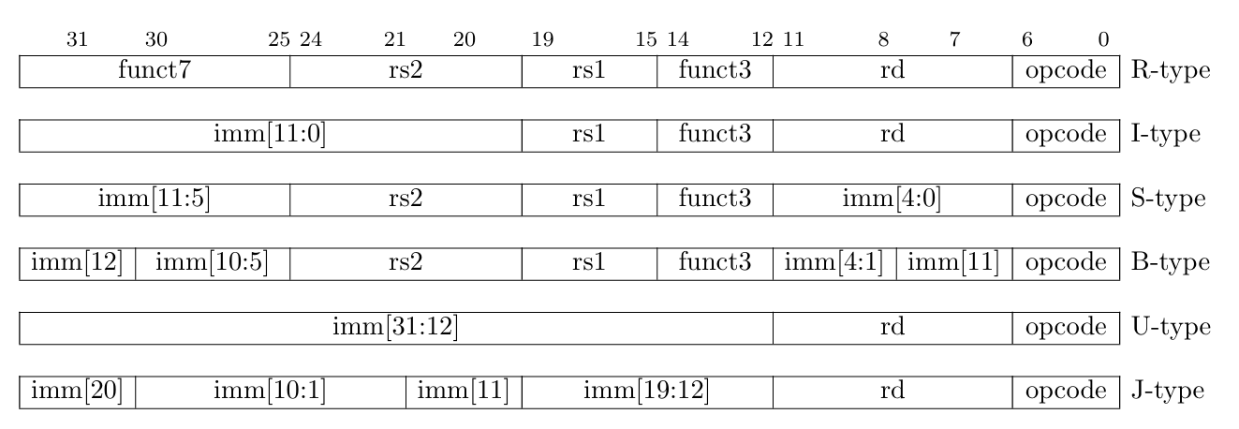 31 30 25 24 21 20 19 15 14 12 11 8 7 6 0
funct7 rs2 rs1 funct3 rd opcode R-type
imm[11:0] rs1 funct3 rd opcode I-type
imm[11:5] rs2 rs1 funct3 imm[4:0] opcode S-type
imm[12] imm[10:5] rs2 rs1 funct3 imm[4:1] imm[11] opcode B-type
imm[31:12] rd opcode U-type
imm[20] imm[10:1] imm[11] imm[19:12] rd opcode J-type